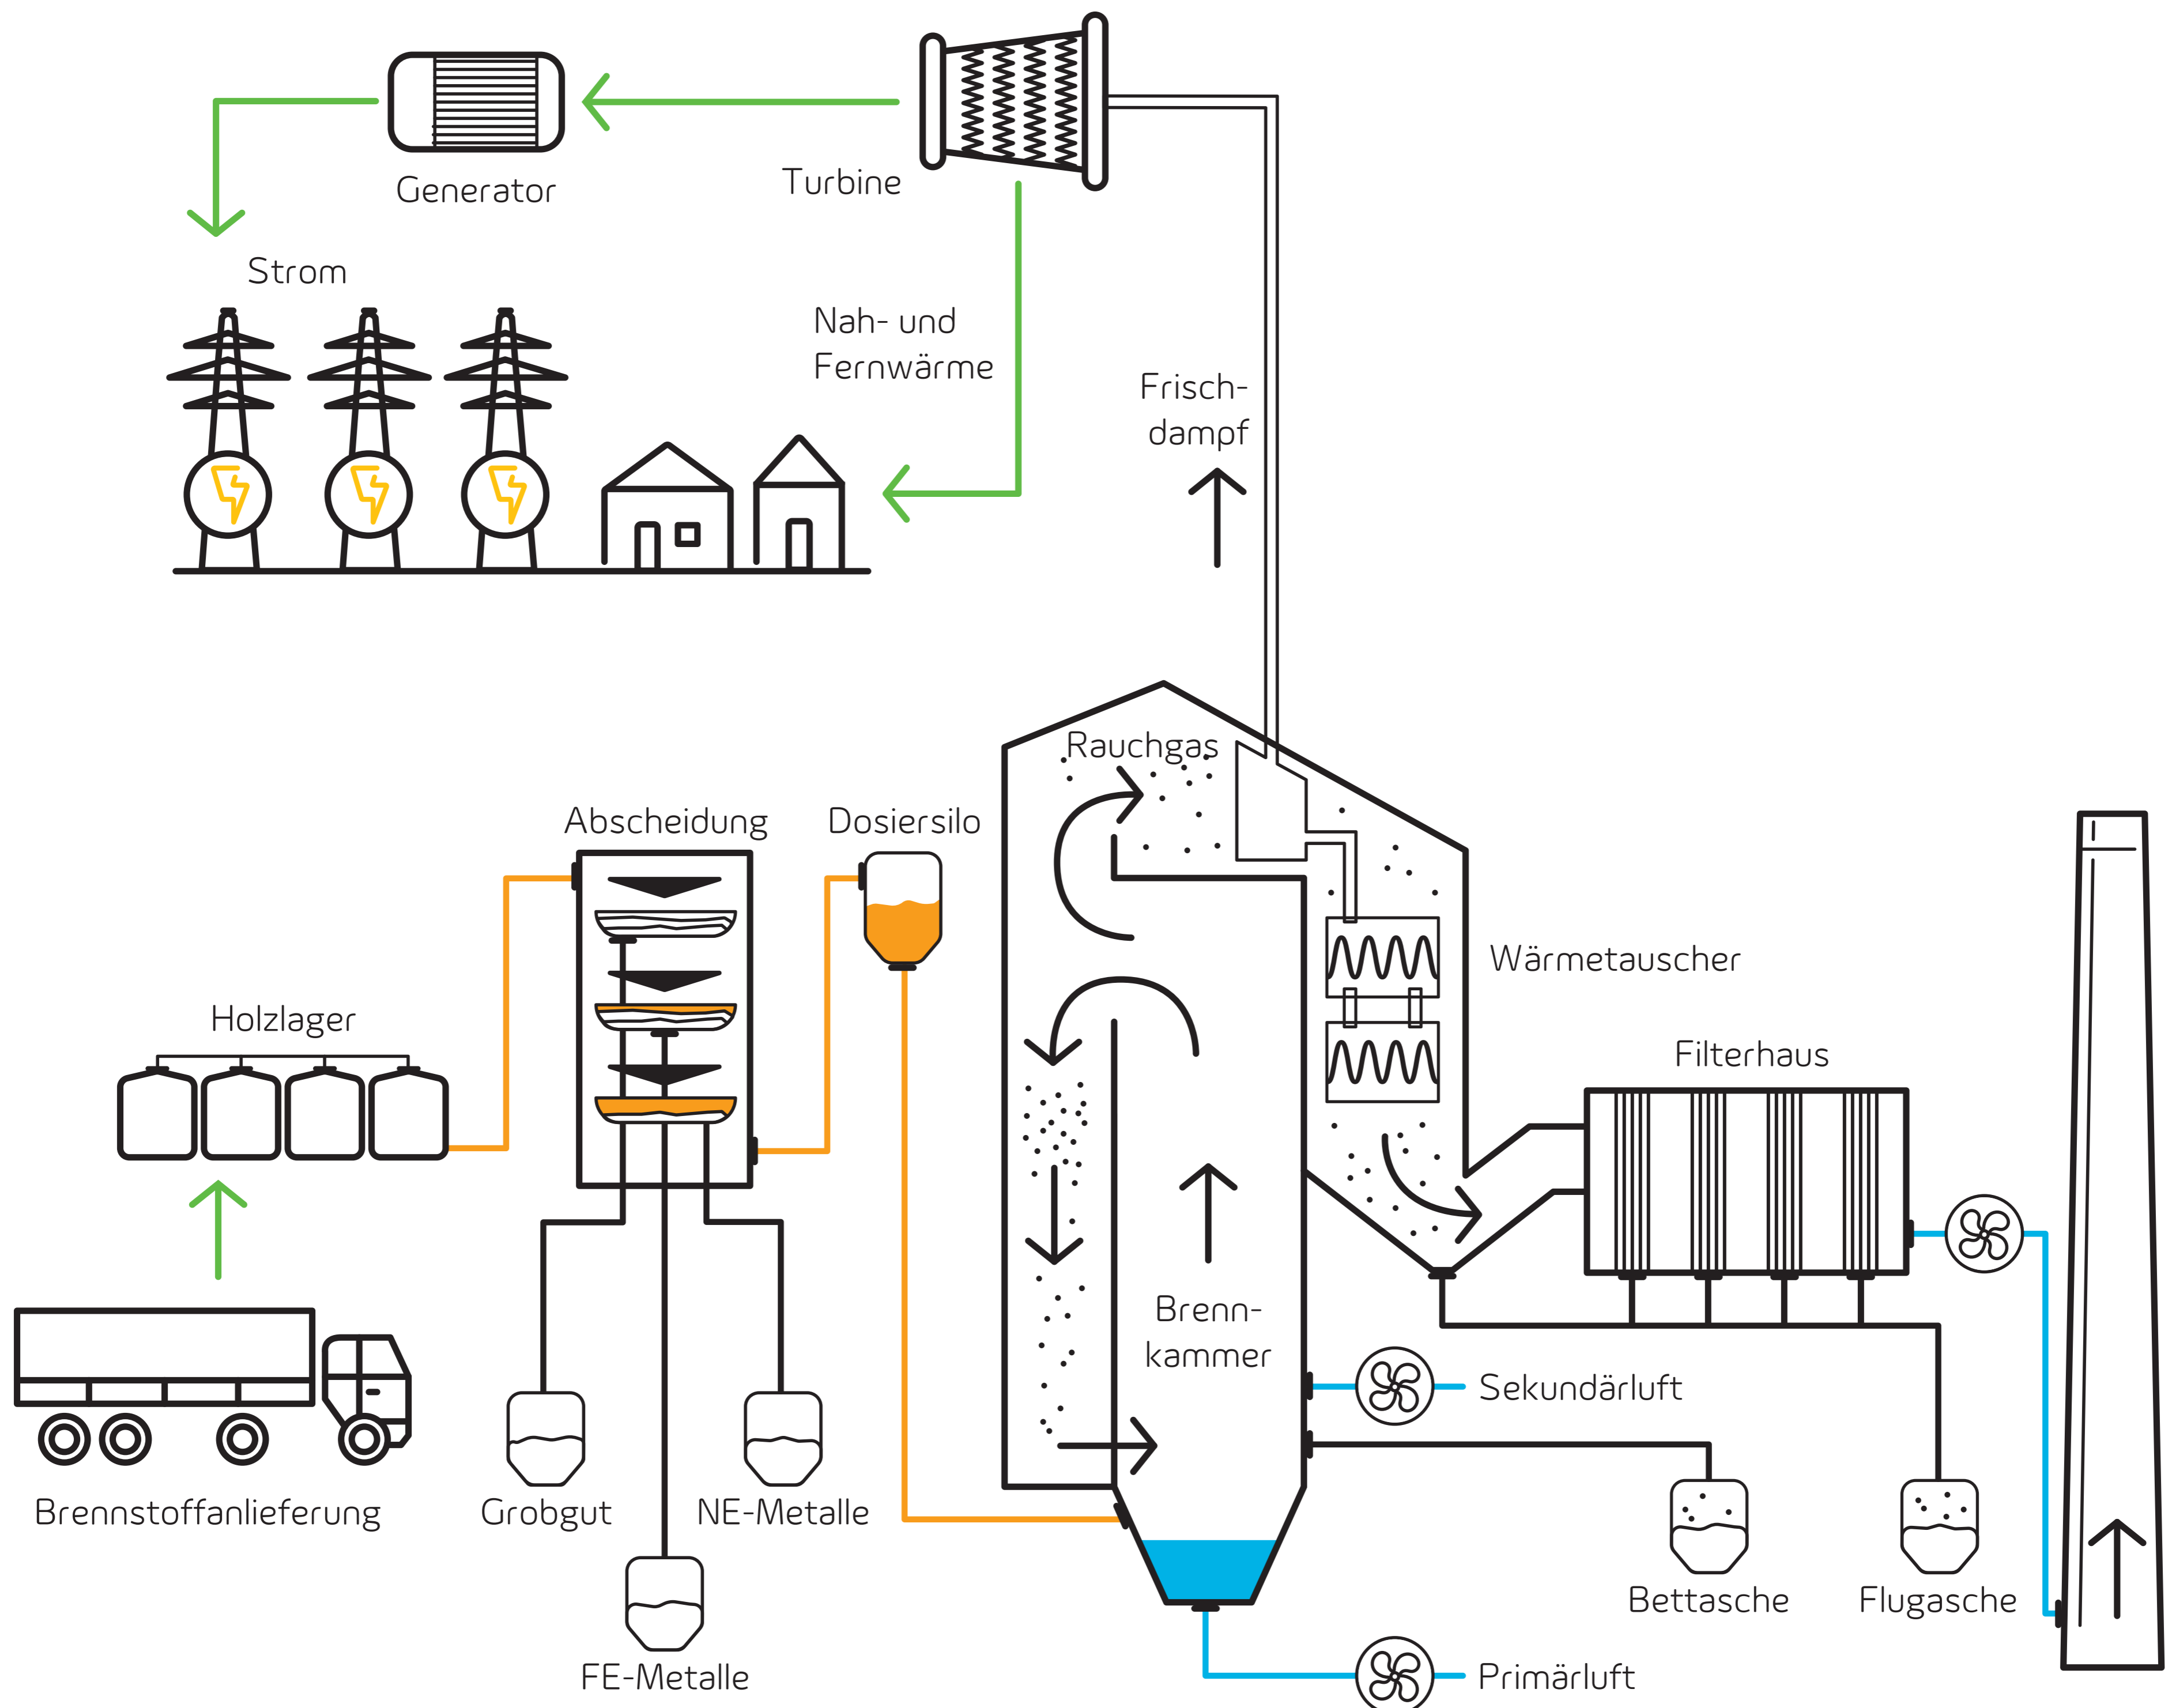 Generator
Turbine
Strom
Nah- und
Fernwärme
Frisch-
dampf
Rauchgas
Abscheidung
Dosiersilo
Wärmetauscher
Holzlager
Filterhaus
Brenn-
kammer
Sekundärluft
Brennstoffanlieferung
Grobgut
NE-Metalle
Bettasche
Flugasche
FE-Metalle
Primärluft